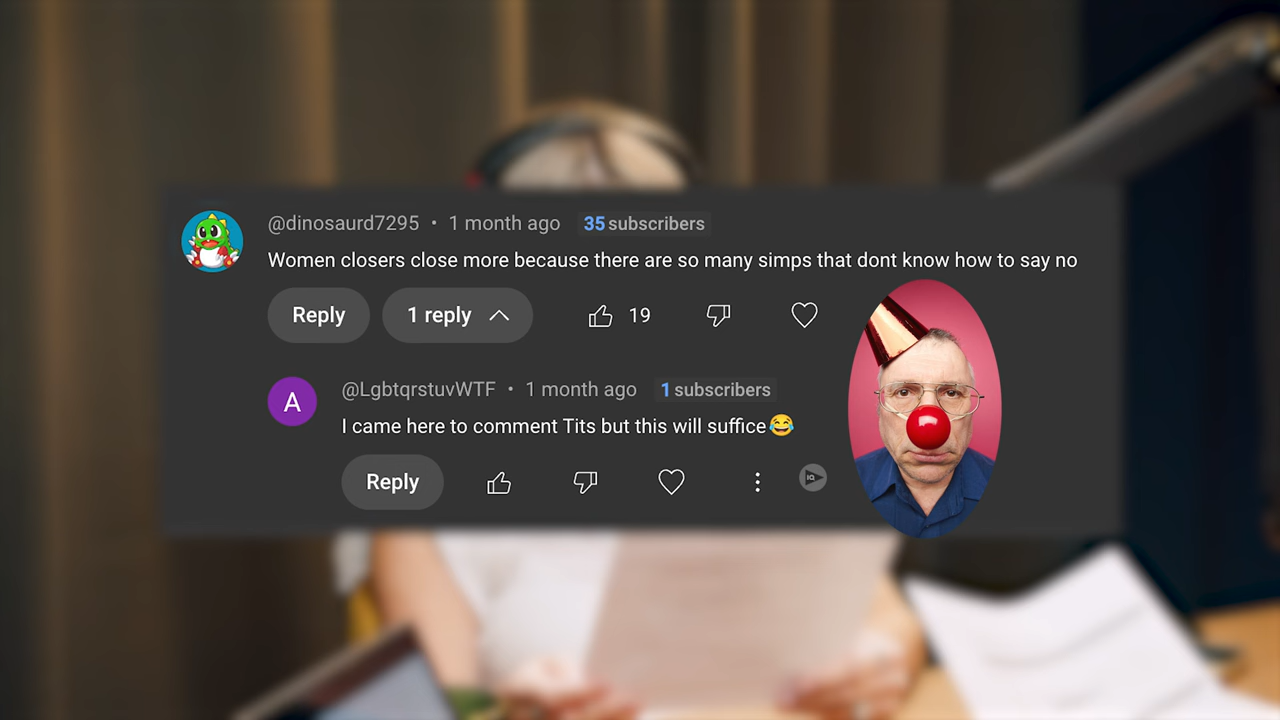 @dinosaurd7295 • 1 month ago 35 subscribers
Women closers close more because there are so many simps that dont know how to say no
Reply 1 reply 19
A @LgbtqrstuvWTF • 1 month ago 1 subscribers
I came here to comment Tits but this will suffice😂
Reply IQ